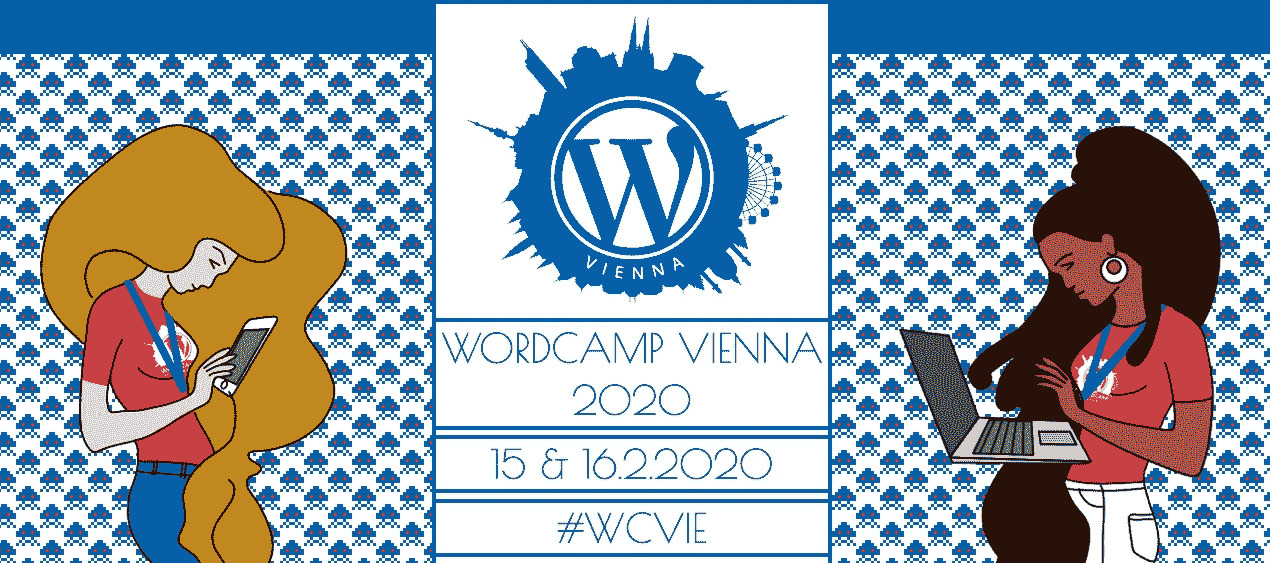 W
VIENNA
WORDCAMP VIENNA
2020
15 & 16.2.2020
#WCVIE